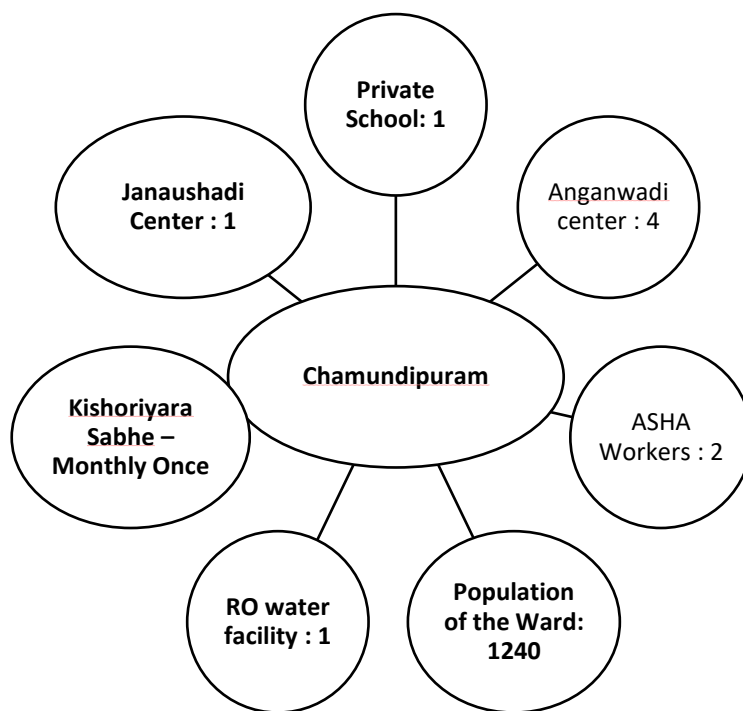 Private
School: 1
Janaushadi
Center : 1
Anganwadi
center : 4
Chamundipuram
Kishoriyara
Sabhe –
Monthly Once
ASHA
Workers : 2
RO water
facility : 1
Population
of the Ward:
1240